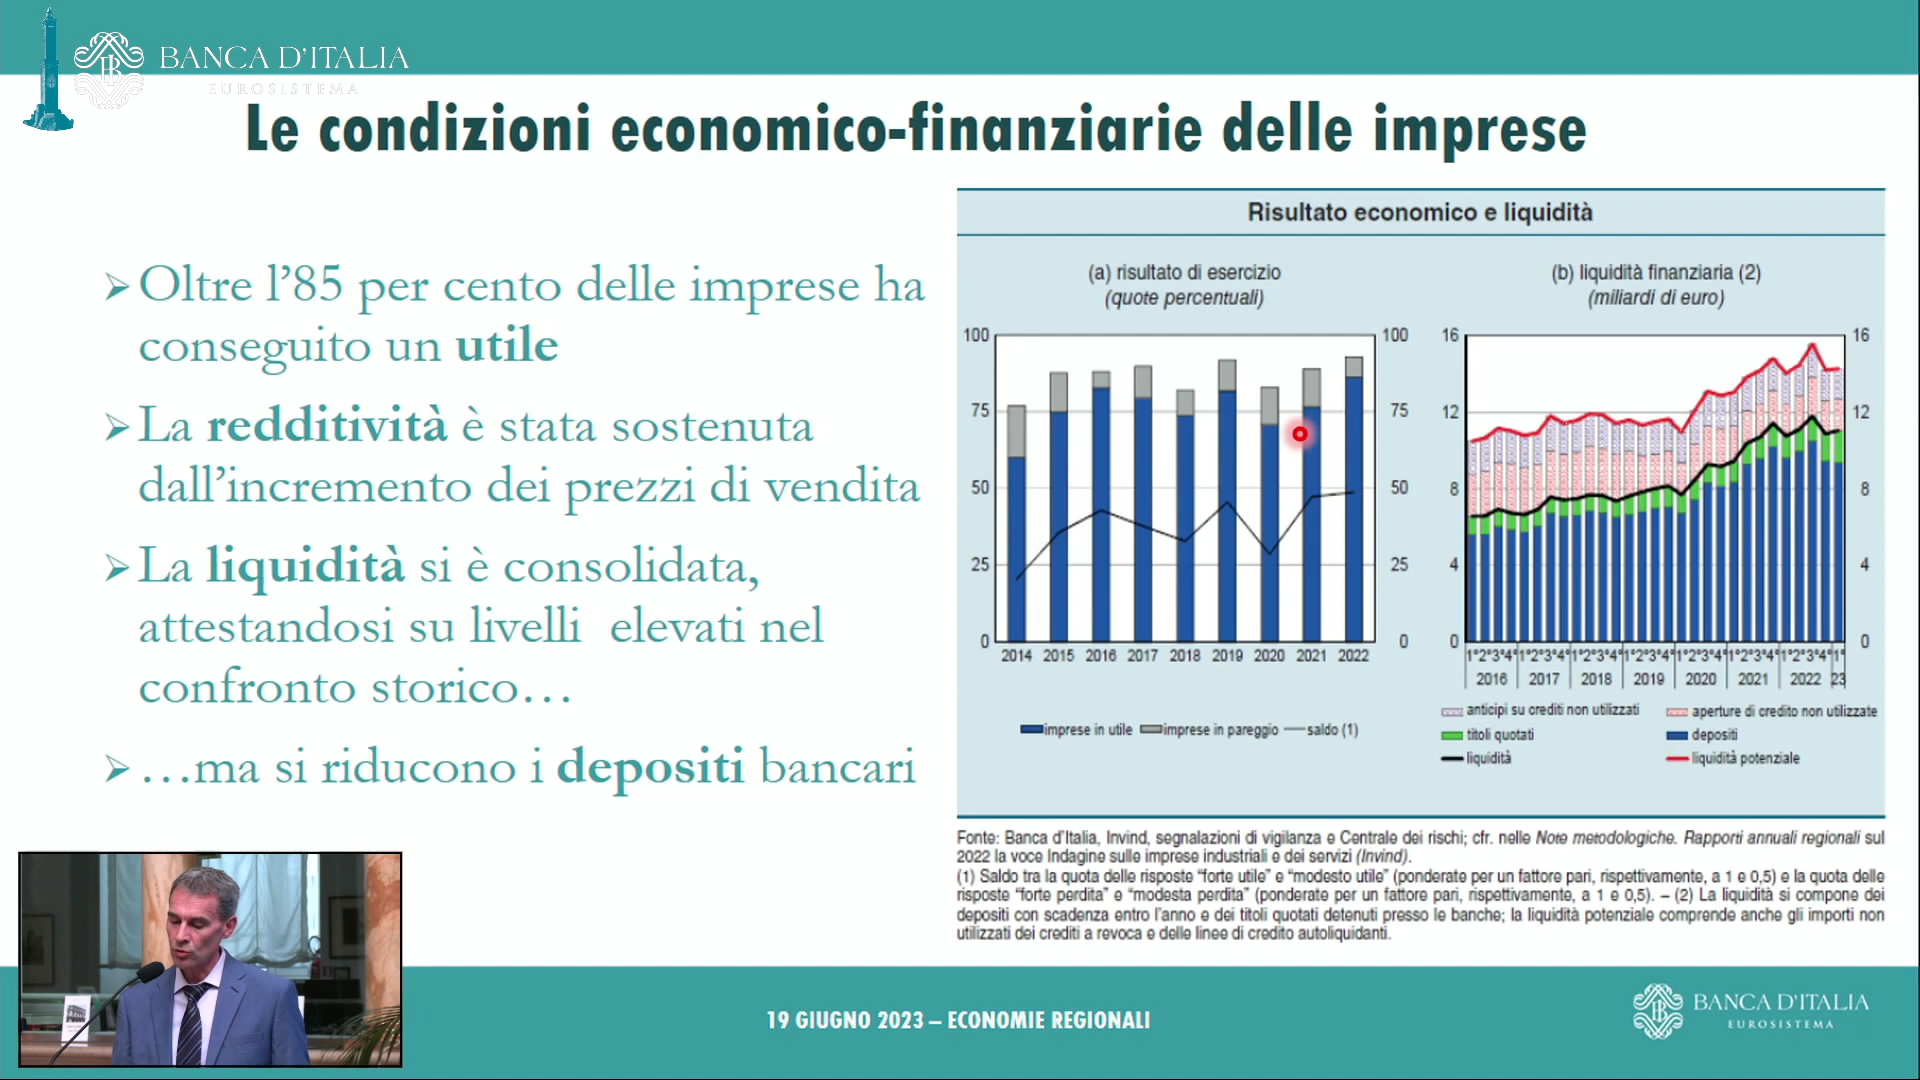 BANCA D'ITALIA
EUROSISTEMA
Le condizioni economico-finanziarie delle imprese
➢Oltre l'85 per cento delle imprese ha
conseguito un utile
➢La redditività è stata sostenuta
dall'incremento dei prezzi di vendita
➢La liquidità si è consolidata,
attestandosi su livelli elevati nel
confronto storico…
➢…ma si riducono i depositi bancari
Risultato economico e liquidità
(a) risultato di esercizio
(quote percentuali)
100
75
50
25
0
100
75
50
25
0
2014 2015 2016 2017 2018 2019 2020 2021 2022
imprese in utile imprese in pareggio saldo (1)
(b) liquidità finanziaria (2)
(miliardi di euro)
16
12
8
4
0
16
12
8
4
0
1°2°3°4°1°2°3°4°1°2°3°4°1°2°3°4°1°2°3°4°1°2°3°4°1°2°3°4°1°
2016 2017 2018 2019 2020 2021 2022 23
anticipi su crediti non utilizzati aperture di credito non utilizzate
titoli quotati depositi
liquidità liquidità potenziale
Fonte: Banca d'Italia, Invind, segnalazioni di vigilanza e Centrale dei rischi; cfr. nelle Note metodologiche. Rapporti annuali regionali sul
2022 la voce Indagine sulle imprese industriali e dei servizi (Invind).
(1) Saldo tra la quota delle risposte "forte utile" e "modesto utile" (ponderate per un fattore pari, rispettivamente, a 1 e 0,5) e la quota delle
risposte "forte perdita" e "modesta perdita" (ponderate per un fattore pari, rispettivamente, a 1 e 0,5). – (2) La liquidità si compone dei
depositi con scadenza entro l'anno e dei titoli quotati detenuti presso le banche; la liquidità potenziale comprende anche gli importi non
utilizzati dei crediti a revoca e delle linee di credito autoliquidanti.
19 GIUGNO 2023 – ECONOMIE REGIONALI
BANCA D'ITALIA
EUROSISTEMA